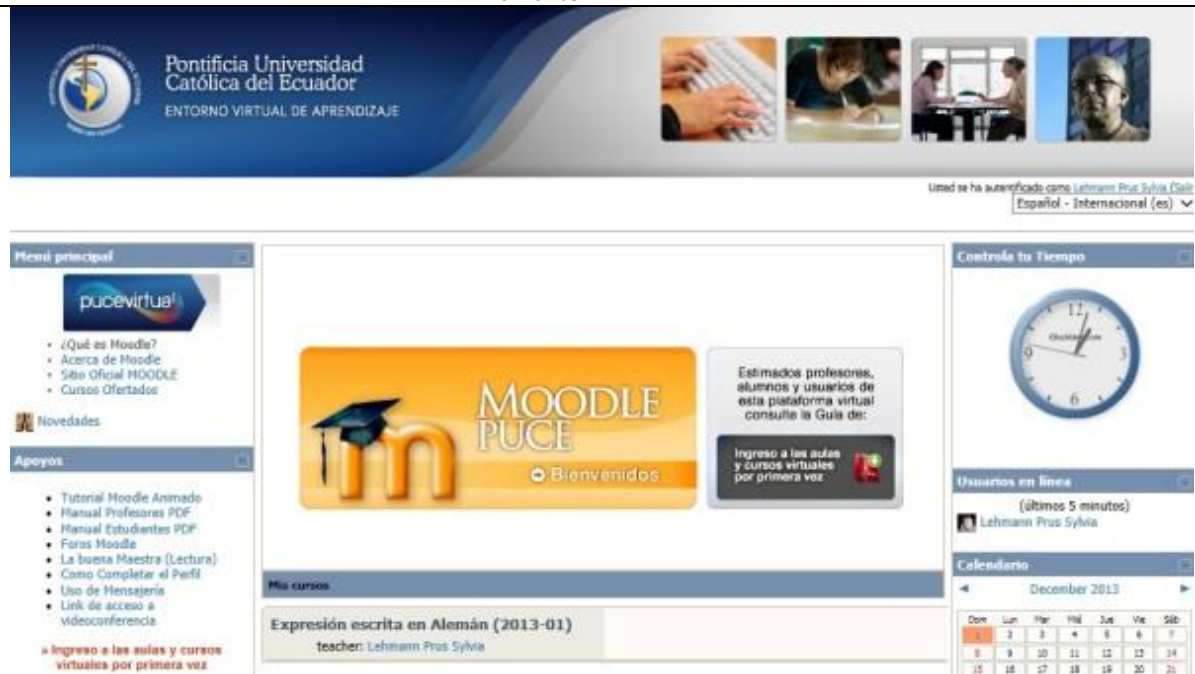 Pontificia Universidad
Católica del Ecuador
ENTORNO VIRTUAL DE APRENDIZAJE
Usted se ha autentificado como Lehmann Prus Sylvia (Salir
Español - Internacional (es)
Menú principal
pucevirtual
¿Qué es Moodle?
Acerca de Moodle
Sitio Oficial MOODLE
Cursos Ofertados
Novedades
Apoyos
Tutorial Moodle Animado
Manual Profesores PDF
Manual Estudiantes PDF
Foros Moodle
La buena Maestra (Lectura)
Como Completar el Perfil
Uso de Mensajería
Link de acceso a
videoconferencia
» Ingreso a las aulas y cursos
virtuales por primera vez
MOODLE
PUCE
Bienvenidos
Estimados profesores,
alumnos y usuarios de
esta plataforma virtual
consulte la Guía de:
Ingreso a las aulas
y cursos virtuales
por primera vez
Mis cursos
Expresión escrita en Alemán (2013-01)
teacher: Lehmann Prus Sylvia
Controla tu Tiempo
12
3
6
9
Usuarios en línea
(últimos 5 minutos)
Lehmann Prus Sylvia
Calendario
December 2013
Dom Lun Mar Mié Jue Vie Sáb
1 2 3 4 5 6 7
8 9 10 11 12 13 14
15 16 17 18 19 20 21